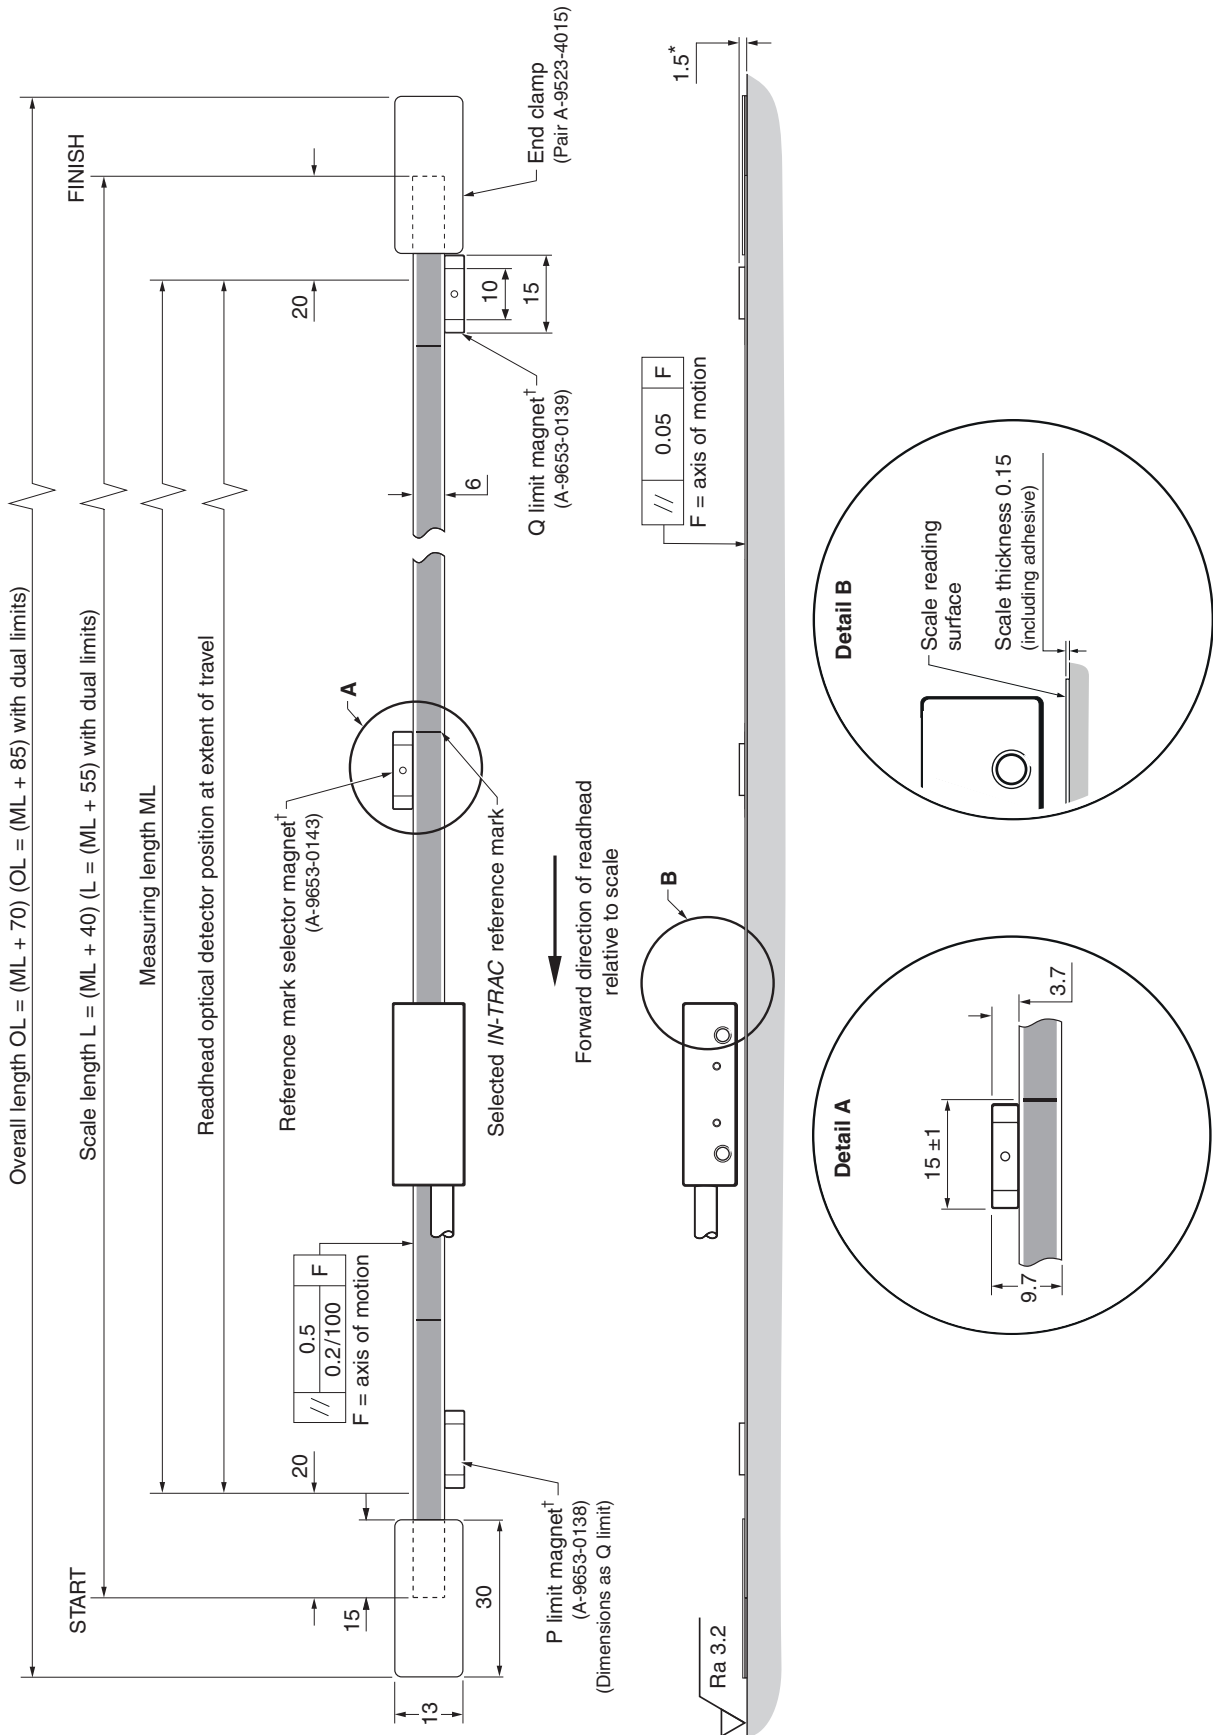 Overall length OL = (ML + 70) (OL = (ML + 85) with dual limits)
START
FINISH
Scale length L = (ML + 40) (L = (ML + 55) with dual limits)
Measuring length ML
Readhead optical detector position at extent of travel
20
20
15
// 0.5 F
0.2/100
F = axis of motion
Reference mark selector magnet†
(A-9653-0143)
A
13
30
6
10
15
End clamp
(Pair A-9523-4015)
P limit magnet†
(A-9653-0138)
(Dimensions as Q limit)
Selected IN-TRAC reference mark
Q limit magnet†
(A-9653-0139)
Forward direction of readhead
relative to scale
Ra 3.2
B
// 0.05 F
F = axis of motion
1.5*
Detail A
15 ±1
9.7
3.7
Detail B
Scale reading
surface
Scale thickness 0.15
(including adhesive)